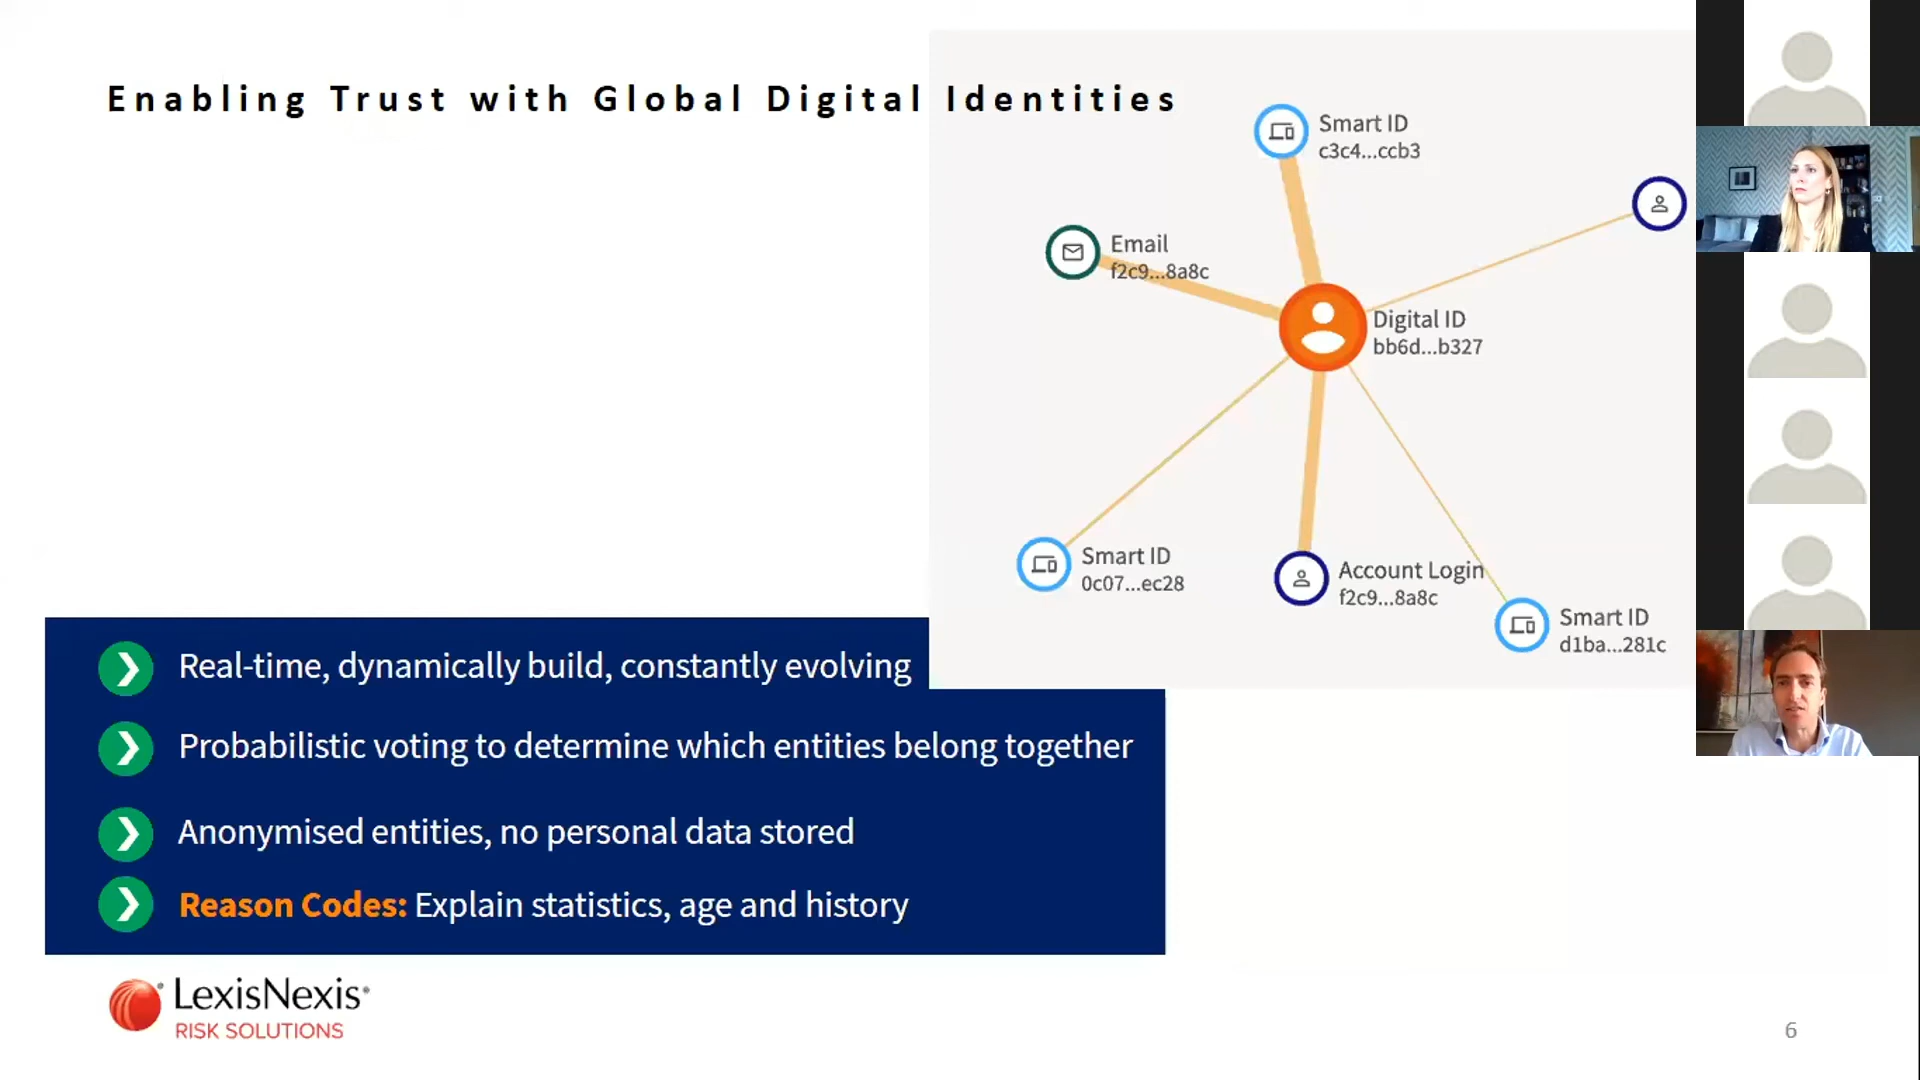 Enabling Trust with Global Digital Identities
Smart ID
c3c4...ccb3
Email
f2c9...8a8c
Digital ID
bb6d...b327
Smart ID
0c07...ec28
Account Login
f2c9...8a8c
Smart ID
d1ba...281c
Real-time, dynamically build, constantly evolving
Probabilistic voting to determine which entities belong together
Anonymised entities, no personal data stored
Reason Codes: Explain statistics, age and history
LexisNexis®
RISK SOLUTIONS
6